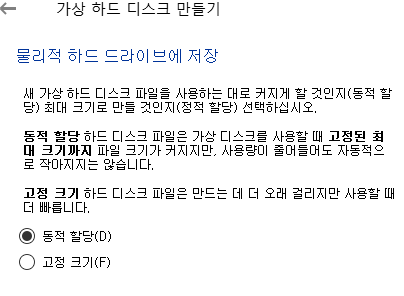 가상 하드 디스크 만들기
물리적 하드 드라이브에 저장
새 가상 하드 디스크 파일을 사용하는 대로 커지게 할 것인지(동적 할
당) 최대 크기로 만들 것인지(정적 할당) 선택하십시오.
동적 할당 하드 디스크 파일은 가상 디스크를 사용할 때 고정된 최
대 크기까지 파일 크기가 커지지만, 사용량이 줄어들어도 자동적으
로 작아지지는 않습니다.
고정 크기 하드 디스크 파일은 만드는 데 더 오래 걸리지만 사용할 때
더 빠릅니다.
동적 할당(D)
고정 크기(F)